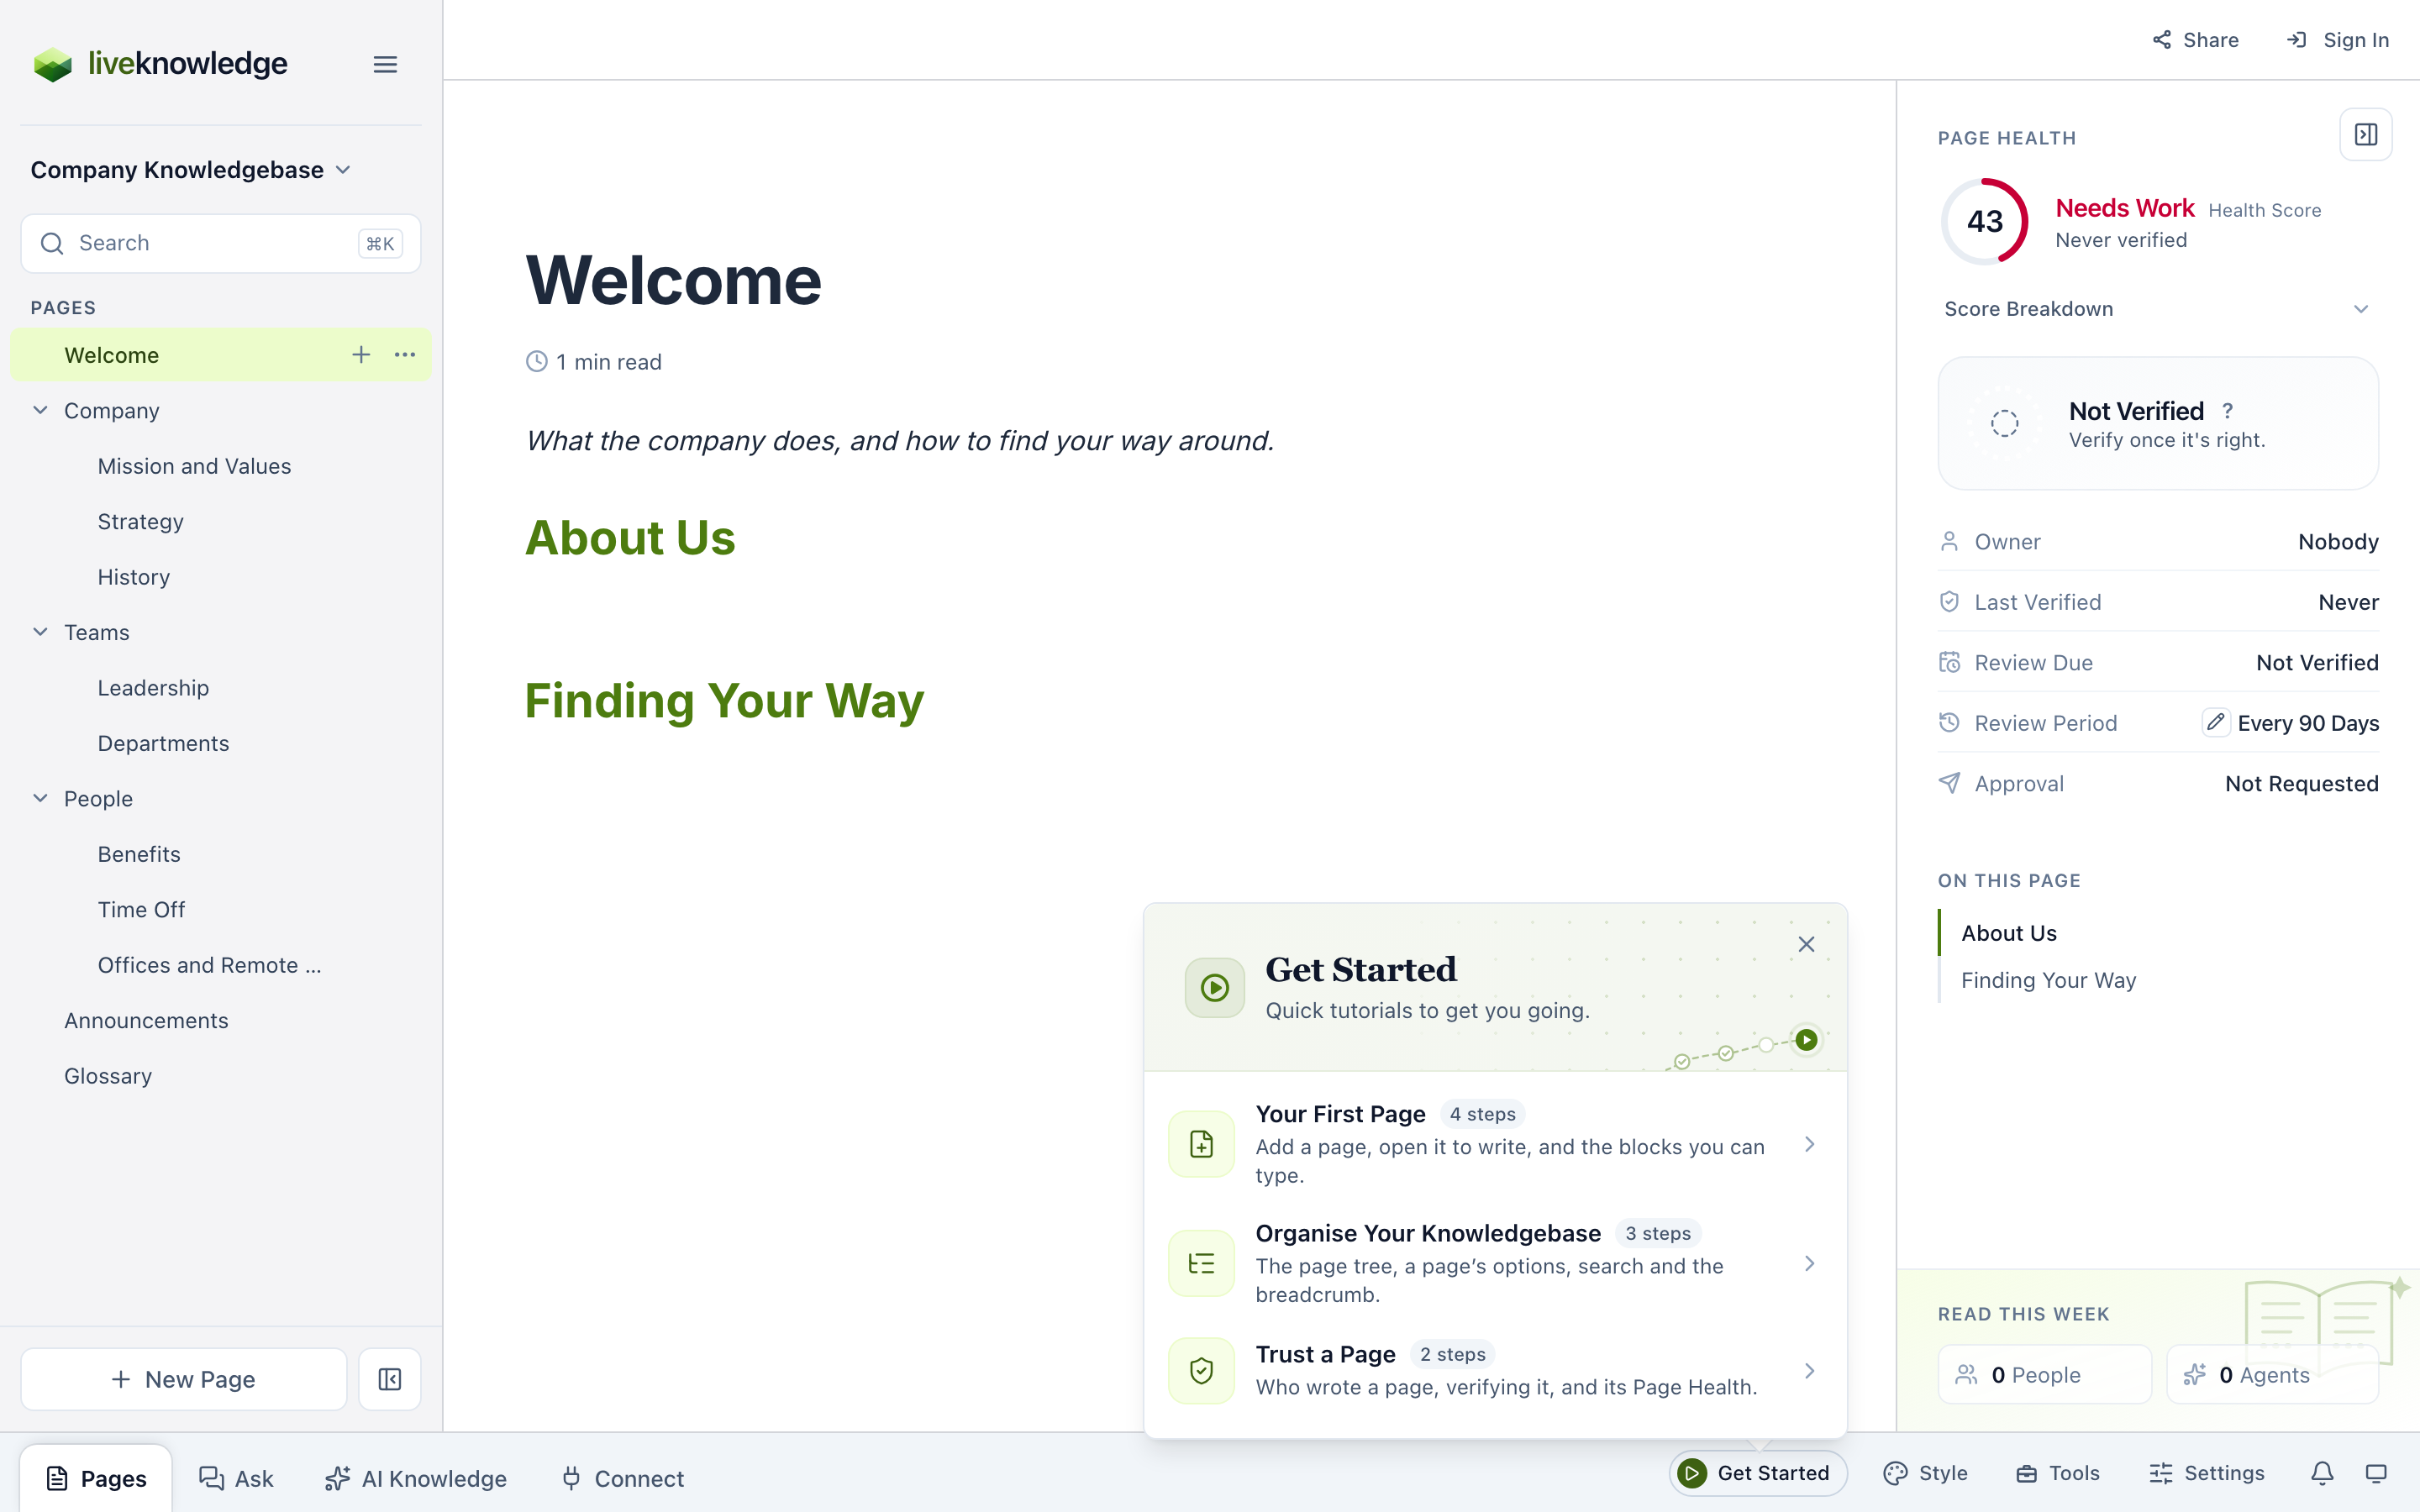 liveknowledge
Company Knowledgebase
Search
⌘K
PAGES
Welcome
Company
Mission and Values
Strategy
History
Teams
Leadership
Departments
People
Benefits
Time Off
Offices and Remote ...
Announcements
Glossary
New Page
Share
Sign In
Welcome
1 min read
What the company does, and how to find your way around.
About Us
Finding Your Way
PAGE HEALTH
43
Needs Work Health Score
Never verified
Score Breakdown
Not Verified ?
Verify once it's right.
Owner Nobody
Last Verified Never
Review Due Not Verified
Review Period Every 90 Days
Approval Not Requested
ON THIS PAGE
About Us
Finding Your Way
READ THIS WEEK
0 People
0 Agents
Get Started
Quick tutorials to get you going.
Your First Page 4 steps
Add a page, open it to write, and the blocks you can
type.
Organise Your Knowledgebase 3 steps
The page tree, a page’s options, search and the
breadcrumb.
Trust a Page 2 steps
Who wrote a page, verifying it, and its Page Health.
Pages
Ask
AI Knowledge
Connect
Get Started
Style
Tools
Settings